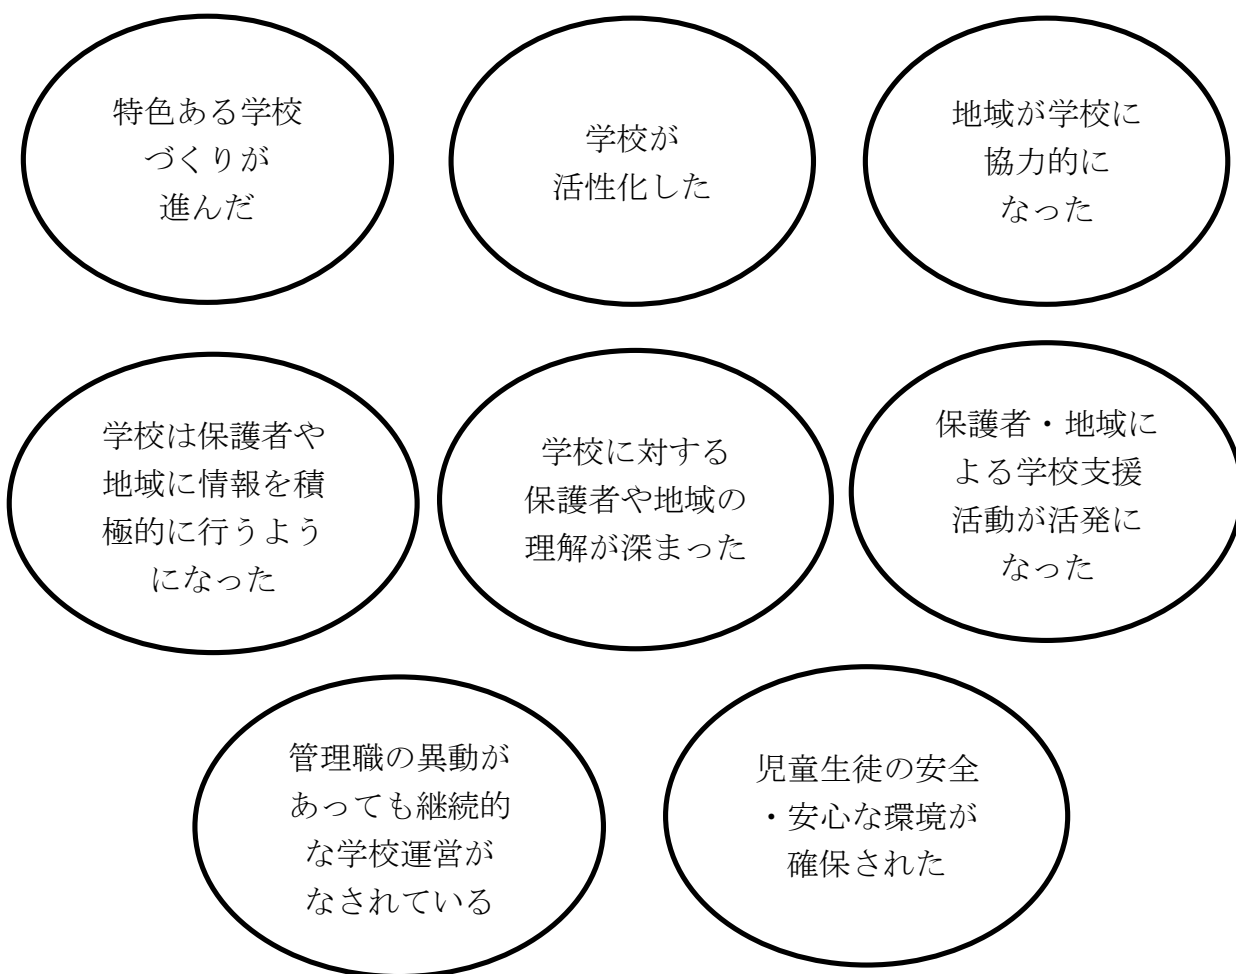 特色ある学校
づくりが
進んだ
学校が
活性化した
地域が学校に
協力的に
なった
学校は保護者や
地域に情報を積
極的に行うよう
になった
学校に対する
保護者や地域の
理解が深まった
保護者・地域に
よる学校支援
活動が活発に
なった
管理職の異動が
あっても継続的
な学校運営が
なされている
児童生徒の安全
・安心な環境が
確保された